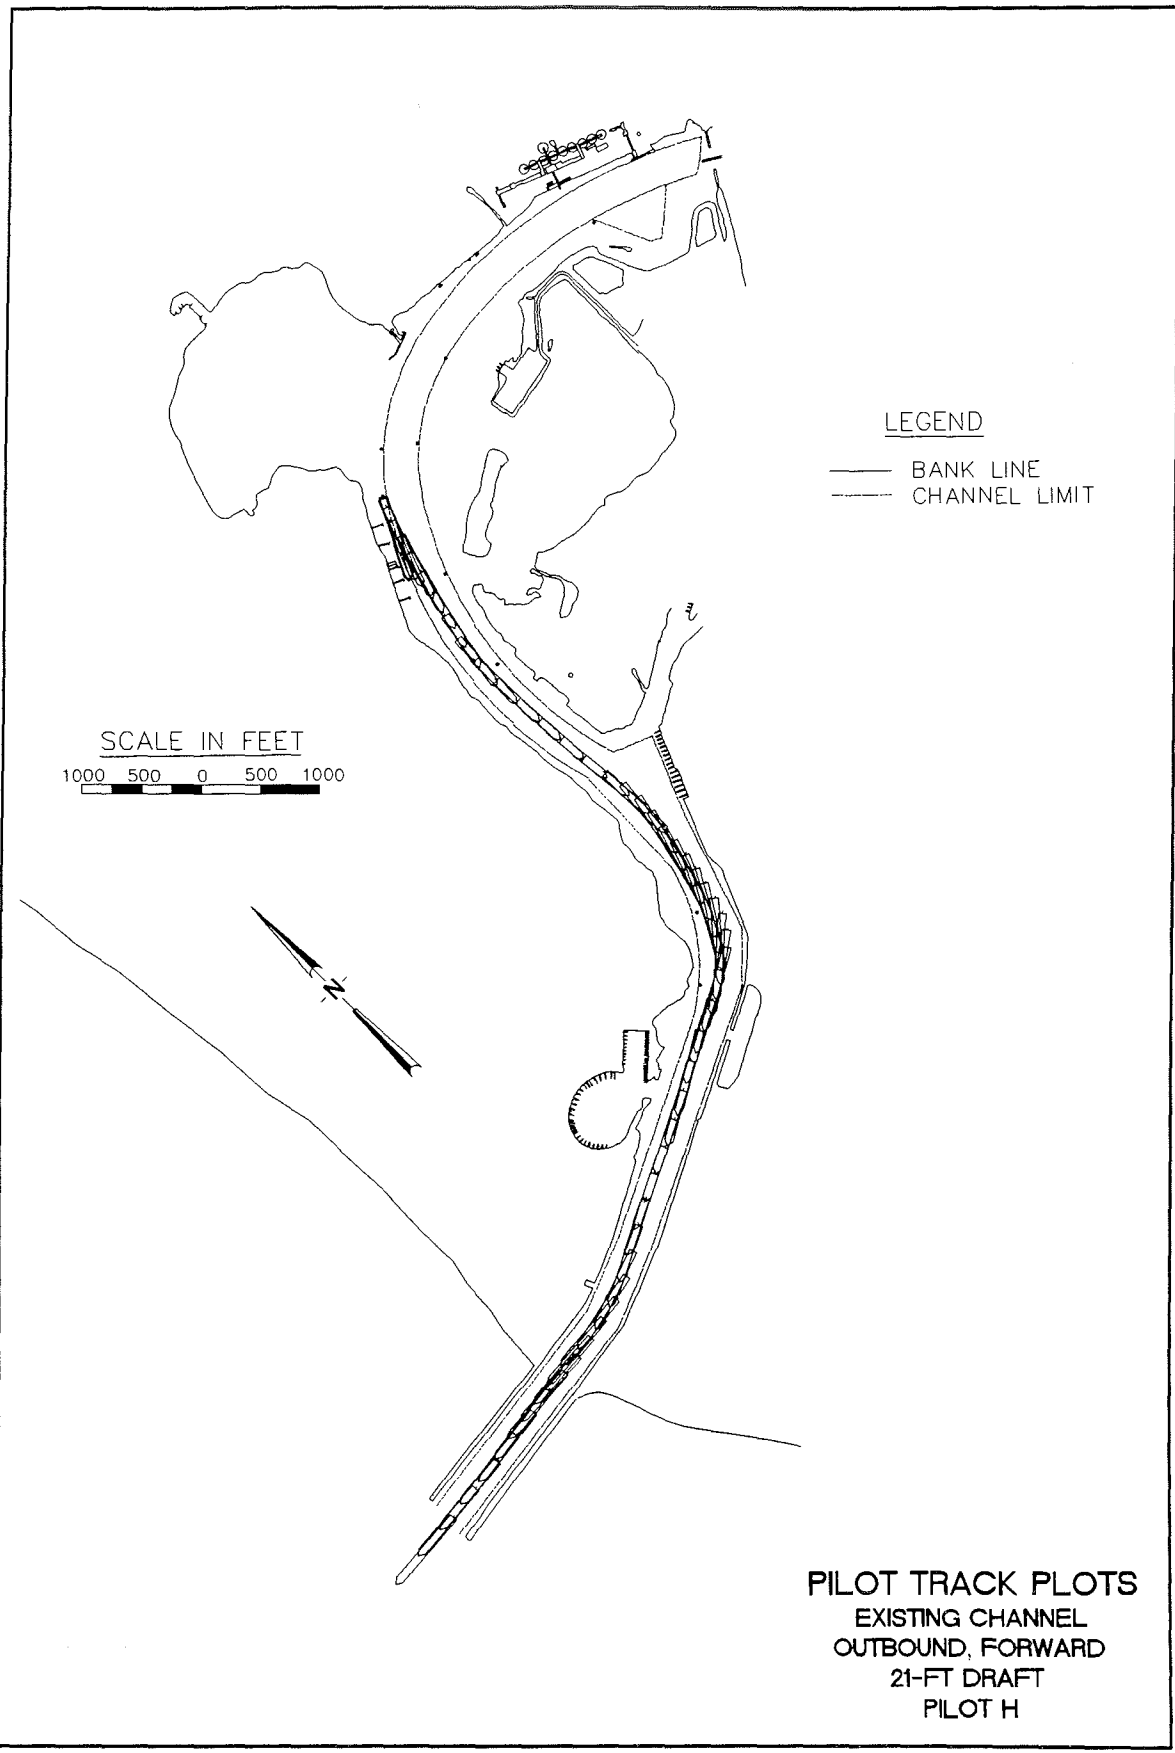 LEGEND
BANK LINE
CHANNEL LIMIT
SCALE IN FEET
1000 500 0 500 1000
N
PILOT TRACK PLOTS
EXISTING CHANNEL
OUTBOUND, FORWARD
21-FT DRAFT
PILOT H